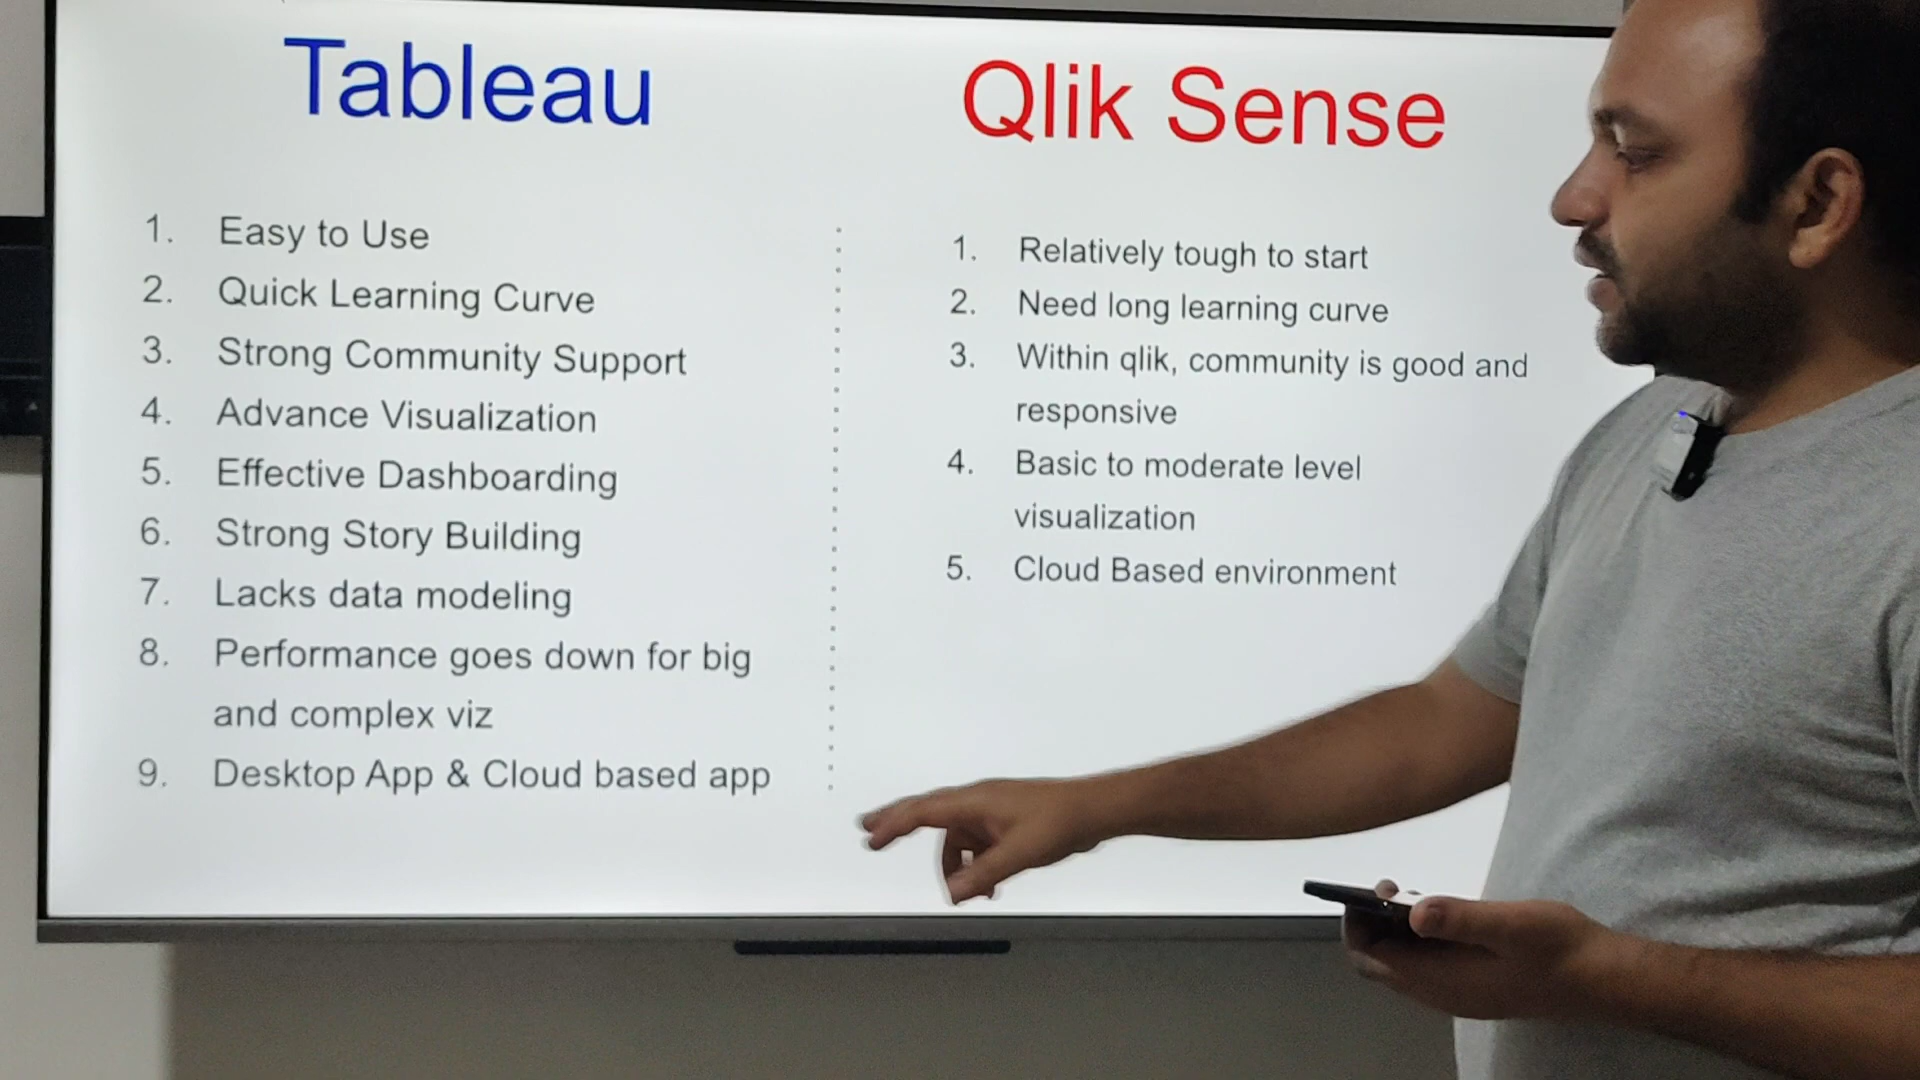 Tableau
1. Easy to Use
2. Quick Learning Curve
3. Strong Community Support
4. Advance Visualization
5. Effective Dashboarding
6. Strong Story Building
7. Lacks data modeling
8. Performance goes down for big
and complex viz
9. Desktop App & Cloud based app
Qlik Sense
1. Relatively tough to start
2. Need long learning curve
3. Within qlik, community is good and
responsive
4. Basic to moderate level
visualization
5. Cloud Based environment